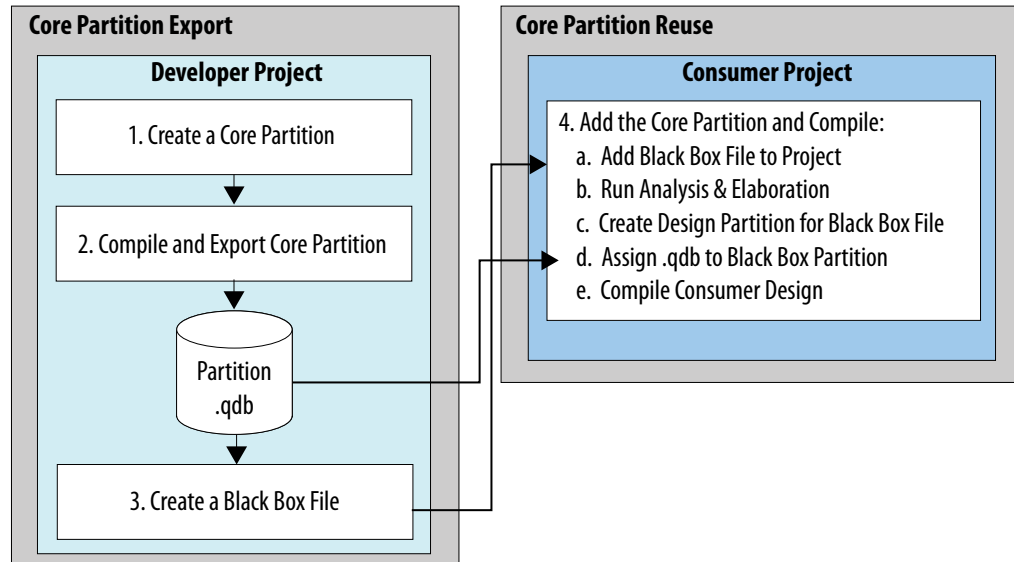 Core Partition Export
Developer Project
1. Create a Core Partition
2. Compile and Export Core Partition
Partition
.qdb
3. Create a Black Box File
Core Partition Reuse
Consumer Project
4. Add the Core Partition and Compile:
a. Add Black Box File to Project
b. Run Analysis & Elaboration
c. Create Design Partition for Black Box File
d. Assign .qdb to Black Box Partition
e. Compile Consumer Design